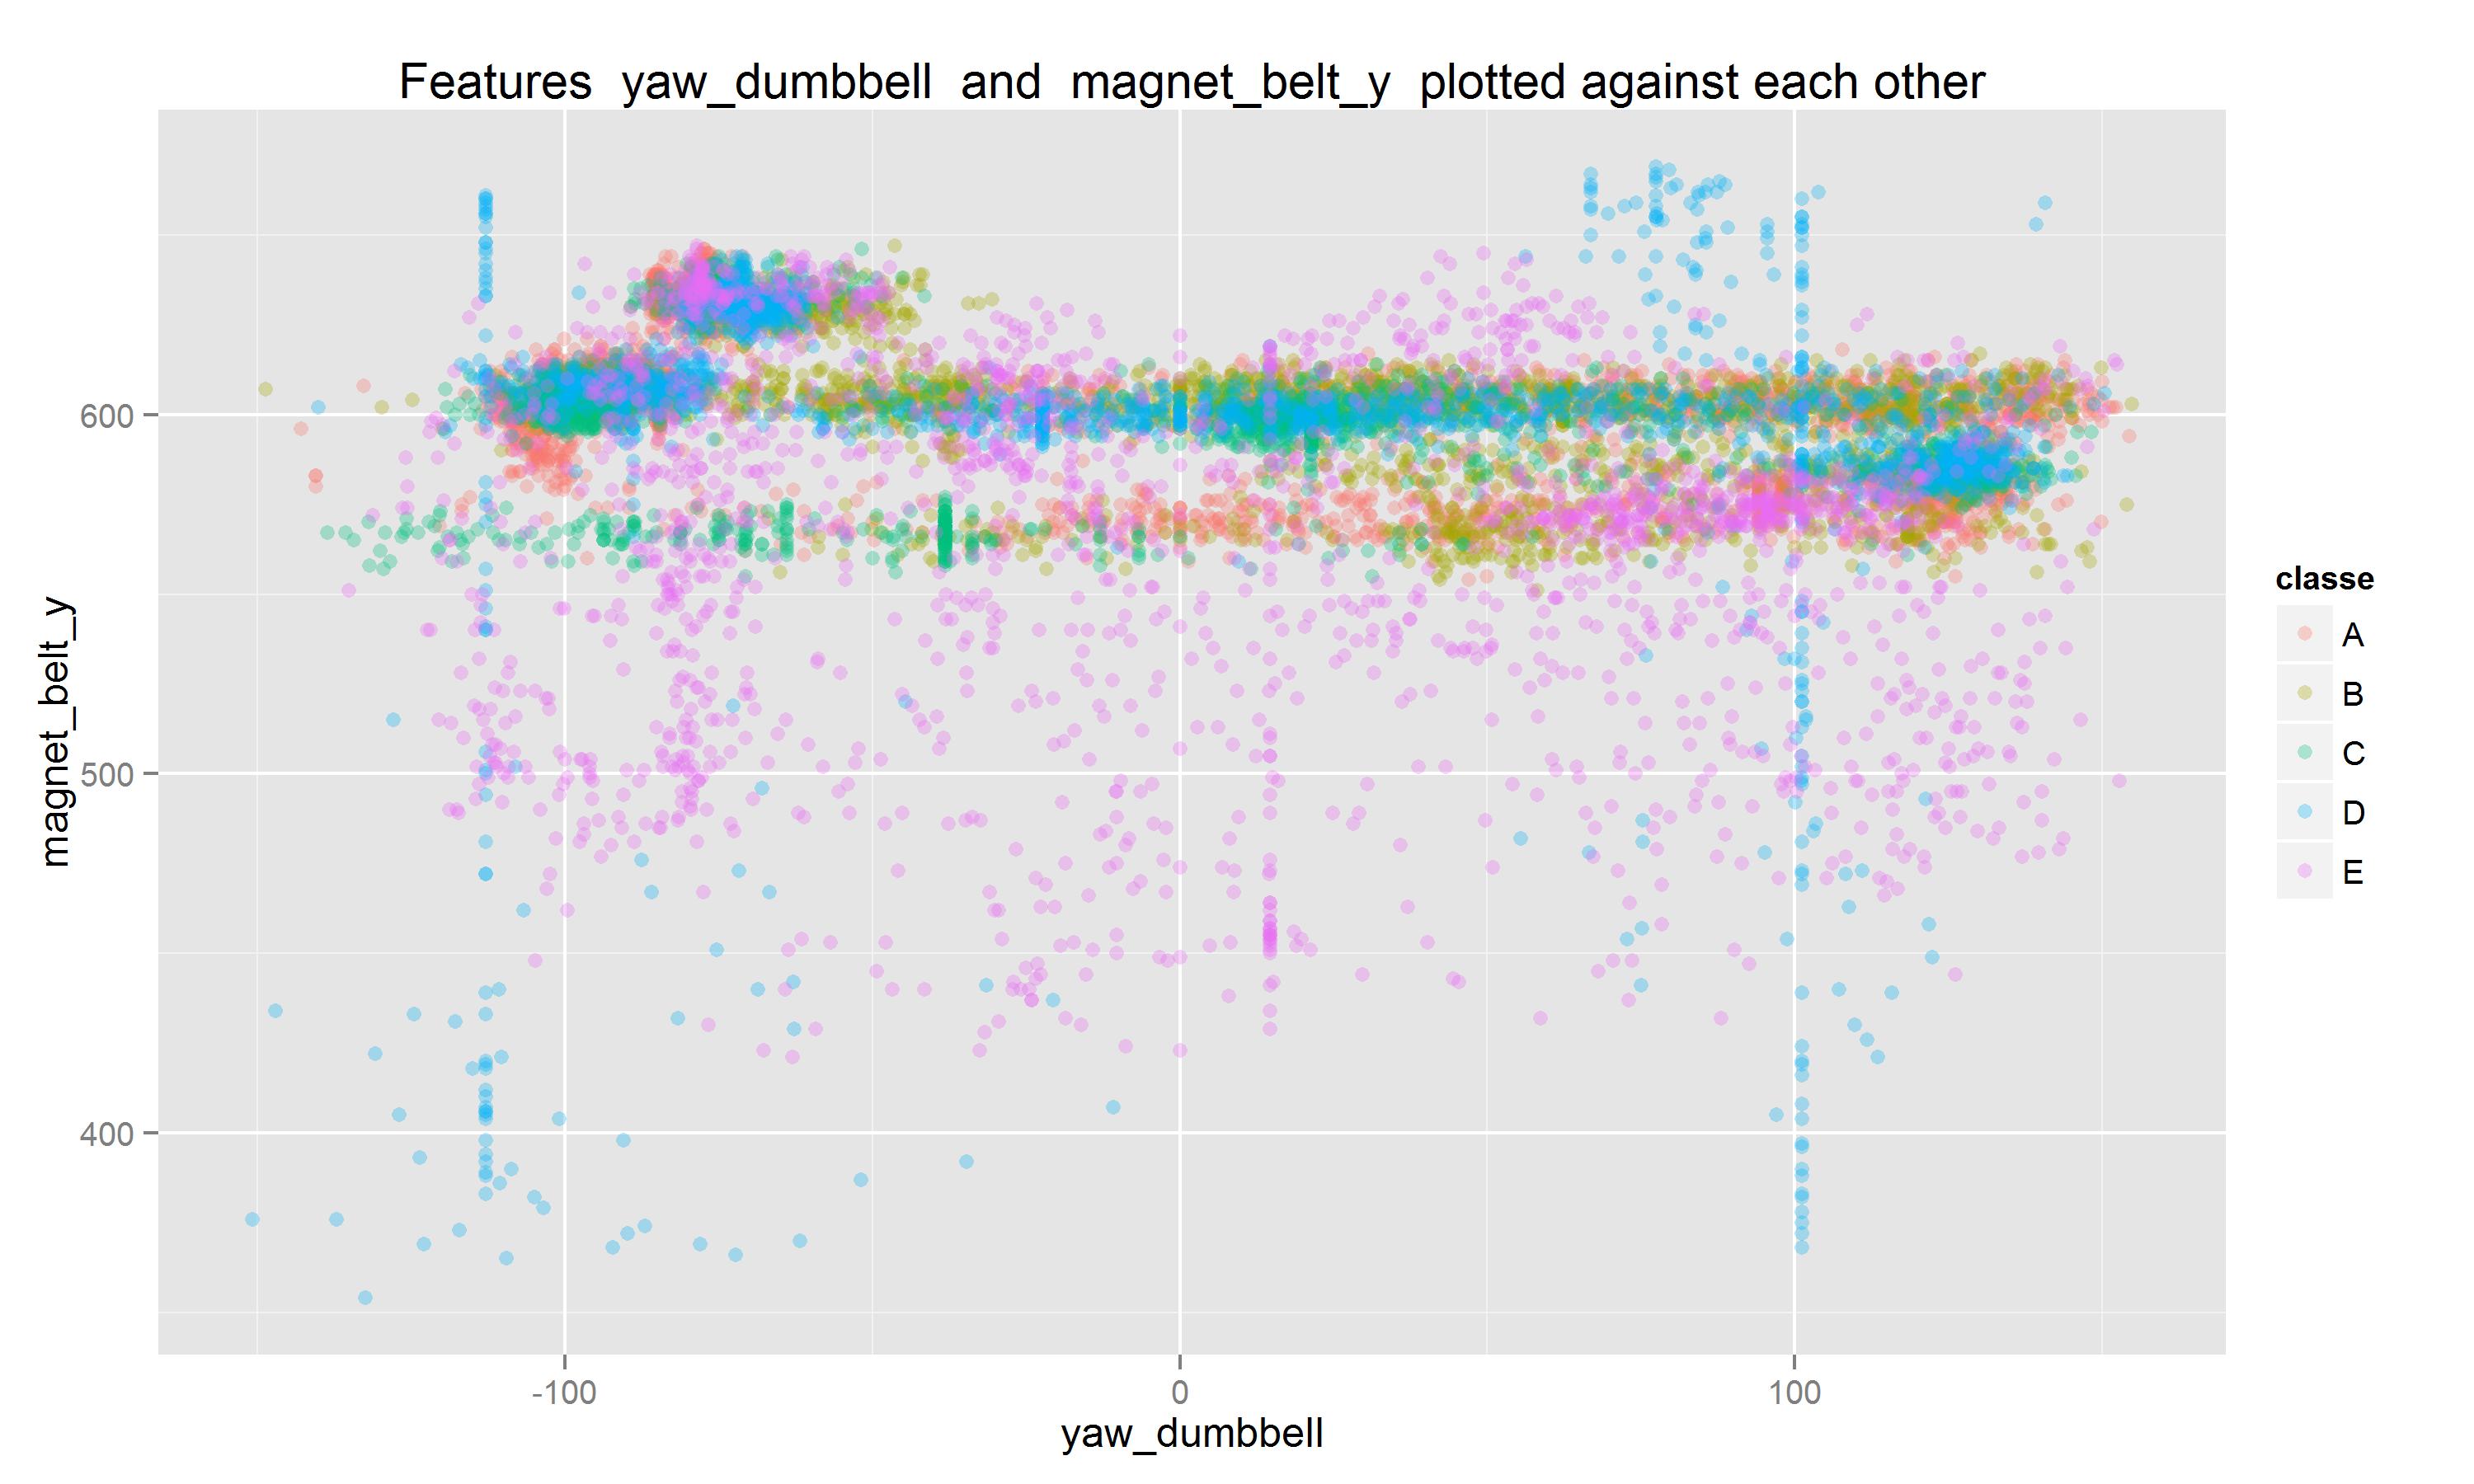 Features yaw_dumbbell and magnet_belt_y plotted against each other
magnet_belt_y
600
500
400
-100
0
100
yaw_dumbbell
classe
A
B
C
D
E